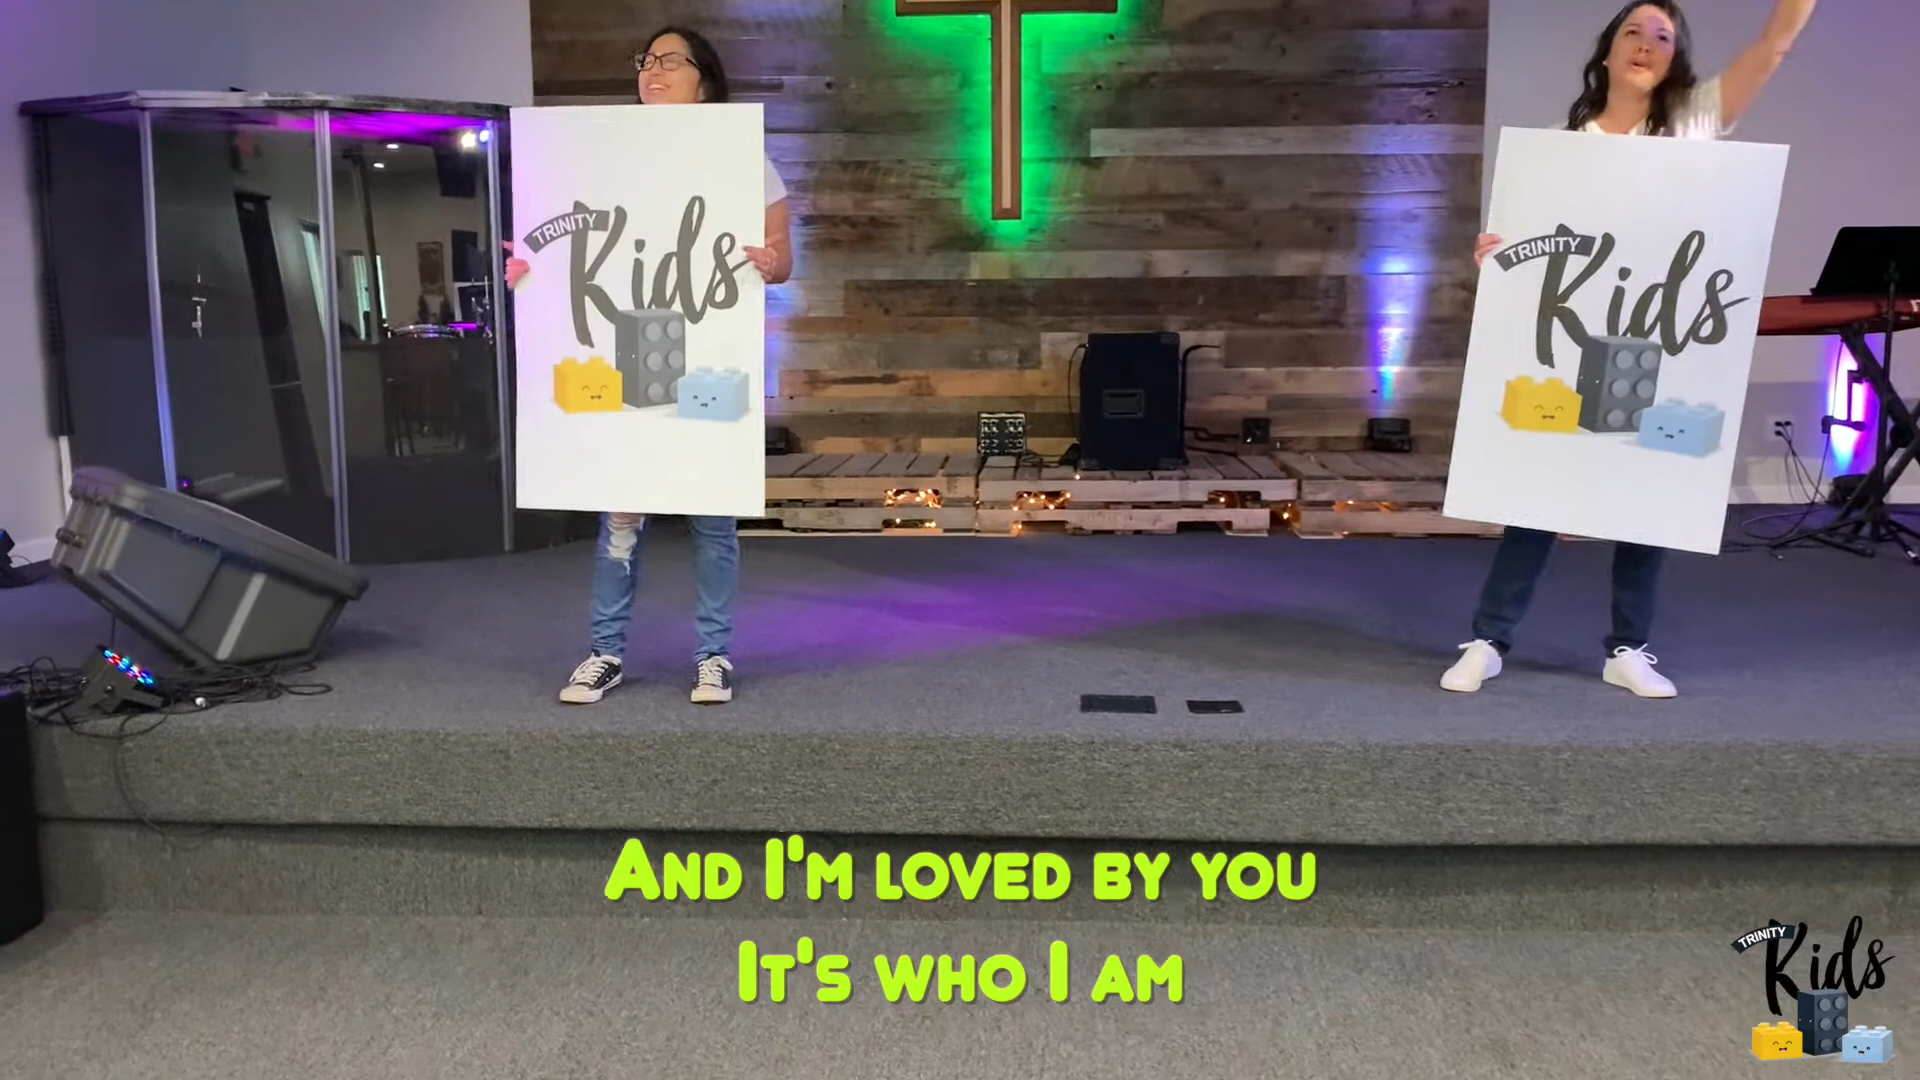 TRINITY
Kids
TRINITY
Kids
And I'm loved by you
It's who I am
TRINITY
Kids